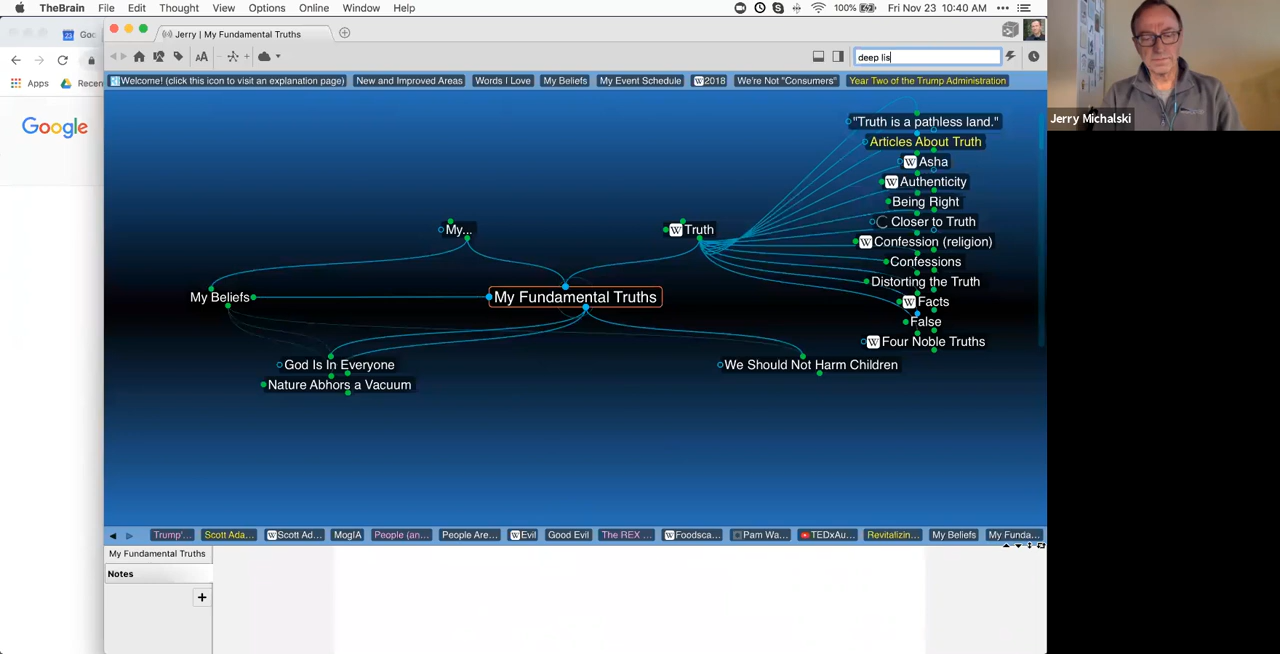 TheBrain File Edit Thought View Options Online Window Help 100% Fri Nov 23 10:40 AM
Goo
Jerry | My Fundamental Truths
AA
deep lis
Apps Recen
Welcome! (click this icon to visit an explanation page) New and Improved Areas Words I Love My Beliefs My Event Schedule W 2018 We're Not "Consumers" Year Two of the Trump Administration
Google
"Truth is a pathless land."
Articles About Truth
W Asha
W Authenticity
Being Right
Closer to Truth
W Confession (religion)
Confessions
Distorting the Truth
W Facts
False
W Four Noble Truths
My...
W Truth
My Beliefs
My Fundamental Truths
God Is In Everyone
Nature Abhors a Vacuum
We Should Not Harm Children
Trump'... Scott Ada... W Scott Ad... MogIA People (an... People Are... W Evil Good Evil The REX ... W Foodsca... Pam Wa... TEDxAu... Revitalizin... My Beliefs My Funda...
My Fundamental Truths
Notes
+
Jerry Michalski